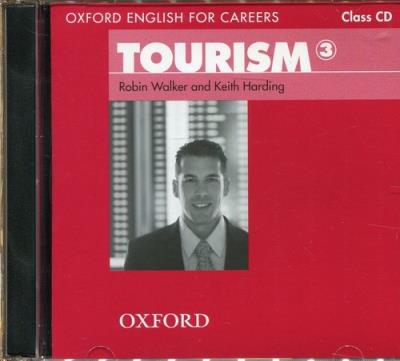 OXFORD ENGLISH FOR CAREERS Class CD
TOURISM 3
Robin Walker and Keith Harding
OXFORD